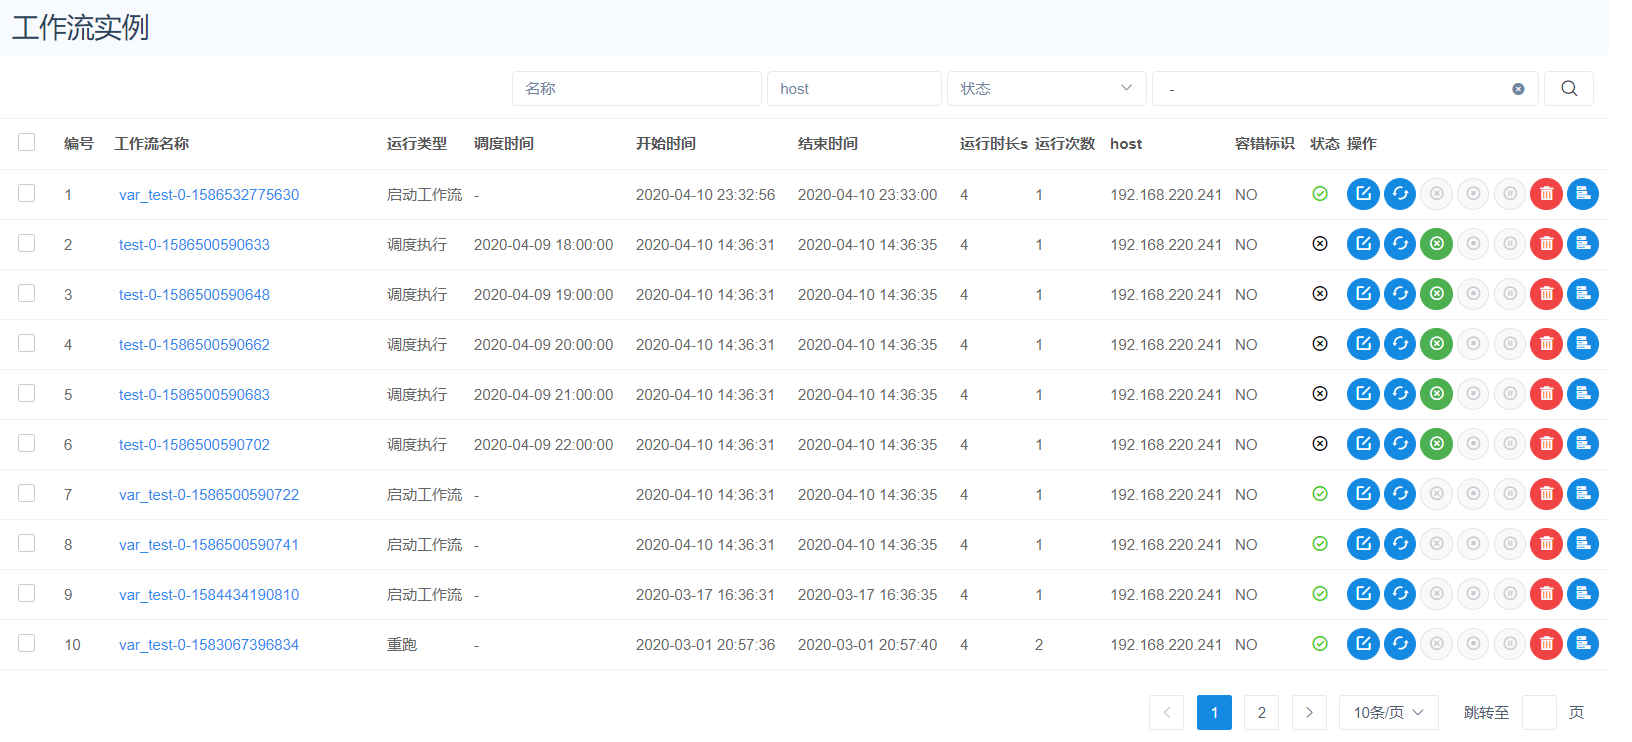 工作流实例
名称 host 状态 -
编号 工作流名称 运行类型 调度时间 开始时间 结束时间 运行时长s 运行次数 host 容错标识 状态 操作
1 var_test-0-1586532775630 启动工作流 - 2020-04-10 23:32:56 2020-04-10 23:33:00 4 1 192.168.220.241 NO
2 test-0-1586500590633 调度执行 2020-04-09 18:00:00 2020-04-10 14:36:31 2020-04-10 14:36:35 4 1 192.168.220.241 NO
3 test-0-1586500590648 调度执行 2020-04-09 19:00:00 2020-04-10 14:36:31 2020-04-10 14:36:35 4 1 192.168.220.241 NO
4 test-0-1586500590662 调度执行 2020-04-09 20:00:00 2020-04-10 14:36:31 2020-04-10 14:36:35 4 1 192.168.220.241 NO
5 test-0-1586500590683 调度执行 2020-04-09 21:00:00 2020-04-10 14:36:31 2020-04-10 14:36:35 4 1 192.168.220.241 NO
6 test-0-1586500590702 调度执行 2020-04-09 22:00:00 2020-04-10 14:36:31 2020-04-10 14:36:35 4 1 192.168.220.241 NO
7 var_test-0-1586500590722 启动工作流 - 2020-04-10 14:36:31 2020-04-10 14:36:35 4 1 192.168.220.241 NO
8 var_test-0-1586500590741 启动工作流 - 2020-04-10 14:36:31 2020-04-10 14:36:35 4 1 192.168.220.241 NO
9 var_test-0-1584434190810 启动工作流 - 2020-03-17 16:36:31 2020-03-17 16:36:35 4 1 192.168.220.241 NO
10 var_test-0-1583067396834 重跑 - 2020-03-01 20:57:36 2020-03-01 20:57:40 4 2 192.168.220.241 NO
1 2 10条/页 跳转至 页